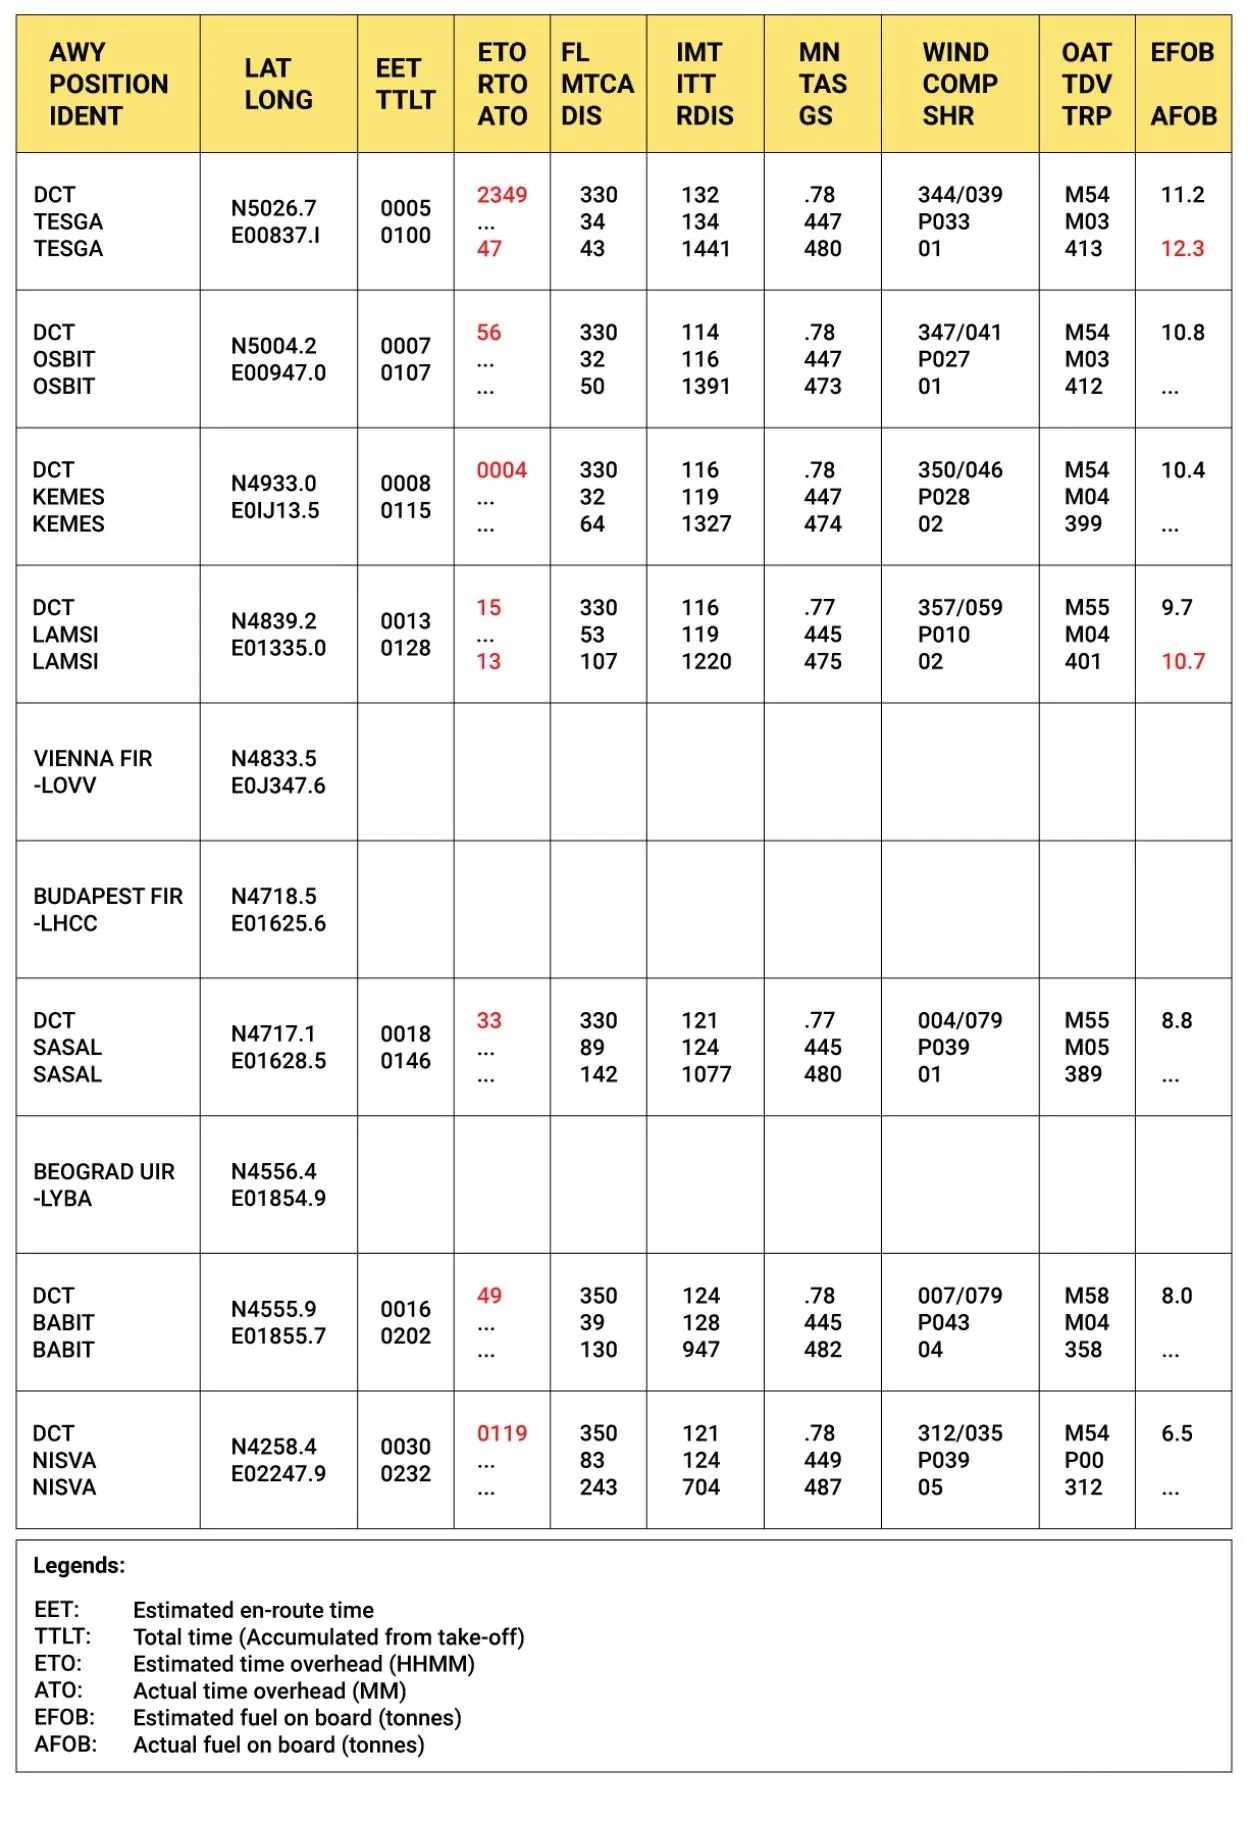 AWY POSITION IDENT
LAT LONG
EET TTLT
ETO RTO ATO
FL MTCA DIS
IMT ITT RDIS
MN TAS GS
WIND COMP SHR
OAT TDV TRP
EFOB AFOB
DCT 2349 330 132 .78 344/039 M54 11.2
TESGA N5026.7 0005 ... 34 134 447 P033 M03
TESGA E00837.I 0100 47 43 1441 480 01 413 12.3
DCT 56 330 114 .78 347/041 M54 10.8
OSBIT N5004.2 0007 ... 32 116 447 P027 M03
OSBIT E00947.0 0107 ... 50 1391 473 01 412 ...
DCT 0004 330 116 .78 350/046 M54 10.4
KEMES N4933.0 0008 ... 32 119 447 P028 M04
KEMES E0IJ13.5 0115 ... 64 1327 474 02 399 ...
DCT 15 330 116 .77 357/059 M55 9.7
LAMSI N4839.2 0013 ... 53 119 445 P010 M04
LAMSI E01335.0 0128 13 107 1220 475 02 401 10.7
VIENNA FIR N4833.5
-LOVV E0J347.6
BUDAPEST FIR N4718.5
-LHCC E01625.6
DCT 33 330 121 .77 004/079 M55 8.8
SASAL N4717.1 0018 ... 89 124 445 P039 M05
SASAL E01628.5 0146 ... 142 1077 480 01 389 ...
BEOGRAD UIR N4556.4
-LYBA E01854.9
DCT 49 350 124 .78 007/079 M58 8.0
BABIT N4555.9 0016 ... 39 128 445 P043 M04
BABIT E01855.7 0202 ... 130 947 482 04 358 ...
DCT 0119 350 121 .78 312/035 M54 6.5
NISVA N4258.4 0030 ... 83 124 449 P039 P00
NISVA E02247.9 0232 ... 243 704 487 05 312 ...
Legends:
EET: Estimated en-route time
TTLT: Total time (Accumulated from take-off)
ETO: Estimated time overhead (HHMM)
ATO: Actual time overhead (MM)
EFOB: Estimated fuel on board (tonnes)
AFOB: Actual fuel on board (tonnes)